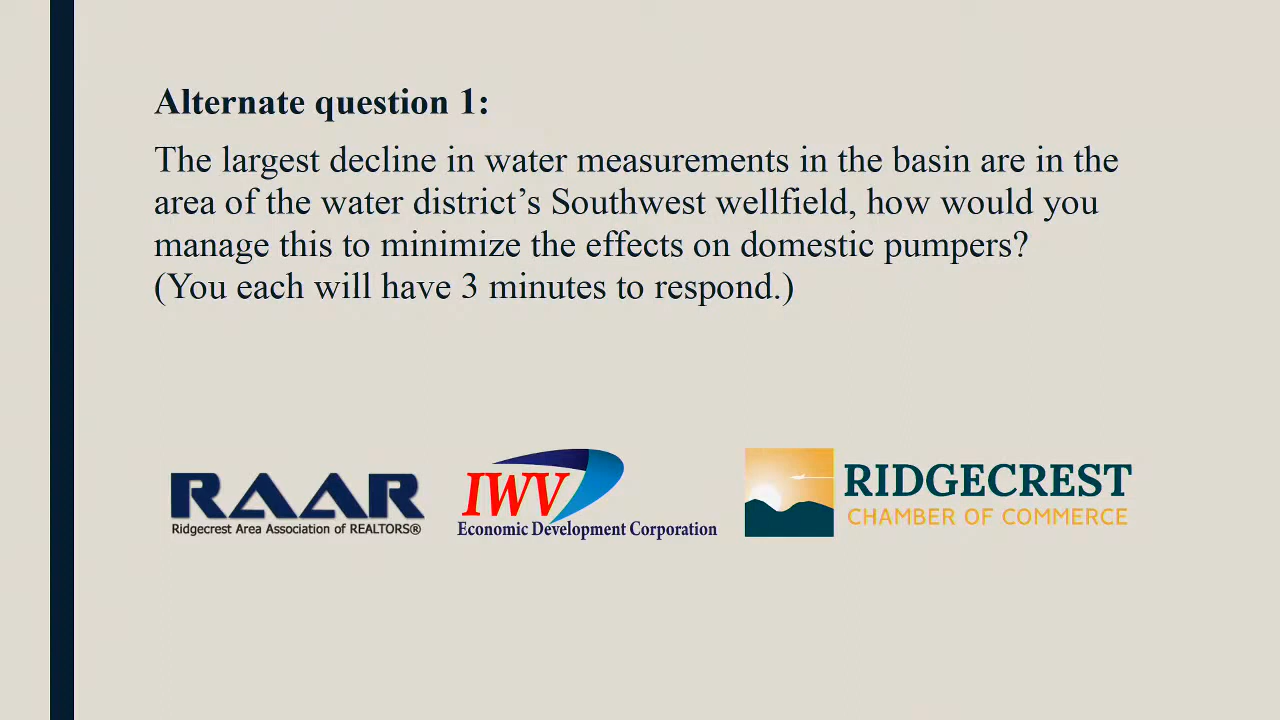 Alternate question 1:
The largest decline in water measurements in the basin are in the
area of the water district’s Southwest wellfield, how would you
manage this to minimize the effects on domestic pumpers?
(You each will have 3 minutes to respond.)
RAAR
Ridgecrest Area Association of REALTORS®
IWV
Economic Development Corporation
RIDGECREST
CHAMBER OF COMMERCE